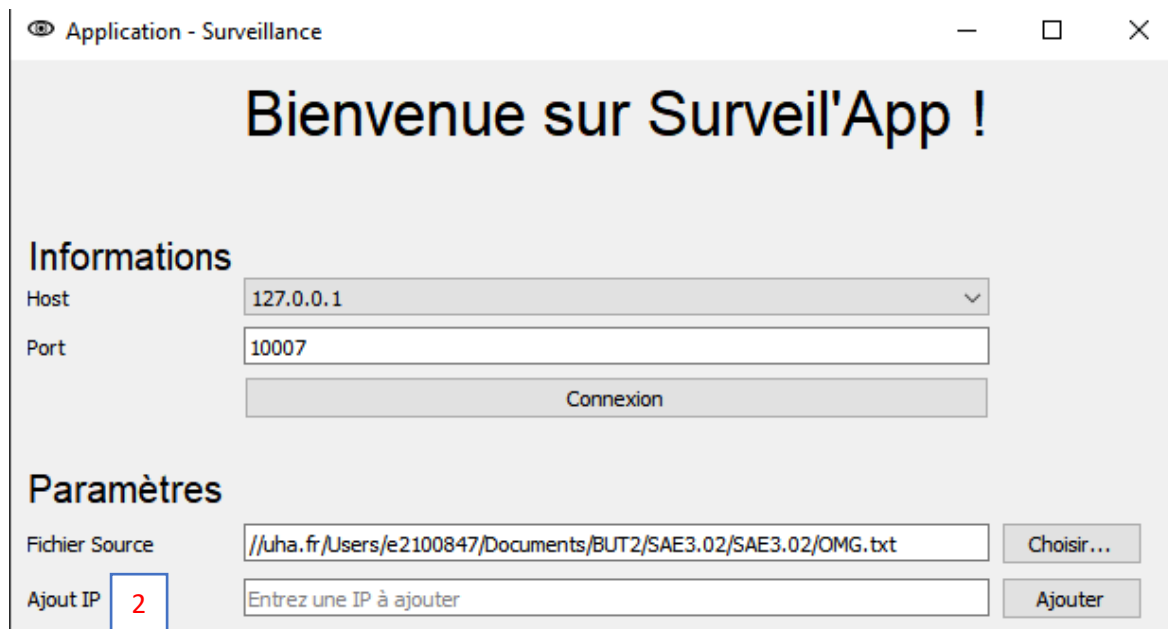 Application - Surveillance
Bienvenue sur Surveil'App !
Informations
Host 127.0.0.1
Port 10007
Connexion
Paramètres
Fichier Source //uha.fr/Users/e2100847/Documents/BUT2/SAE3.02/SAE3.02/OMG.txt Choisir...
Ajout IP 2 Entrez une IP à ajouter Ajouter